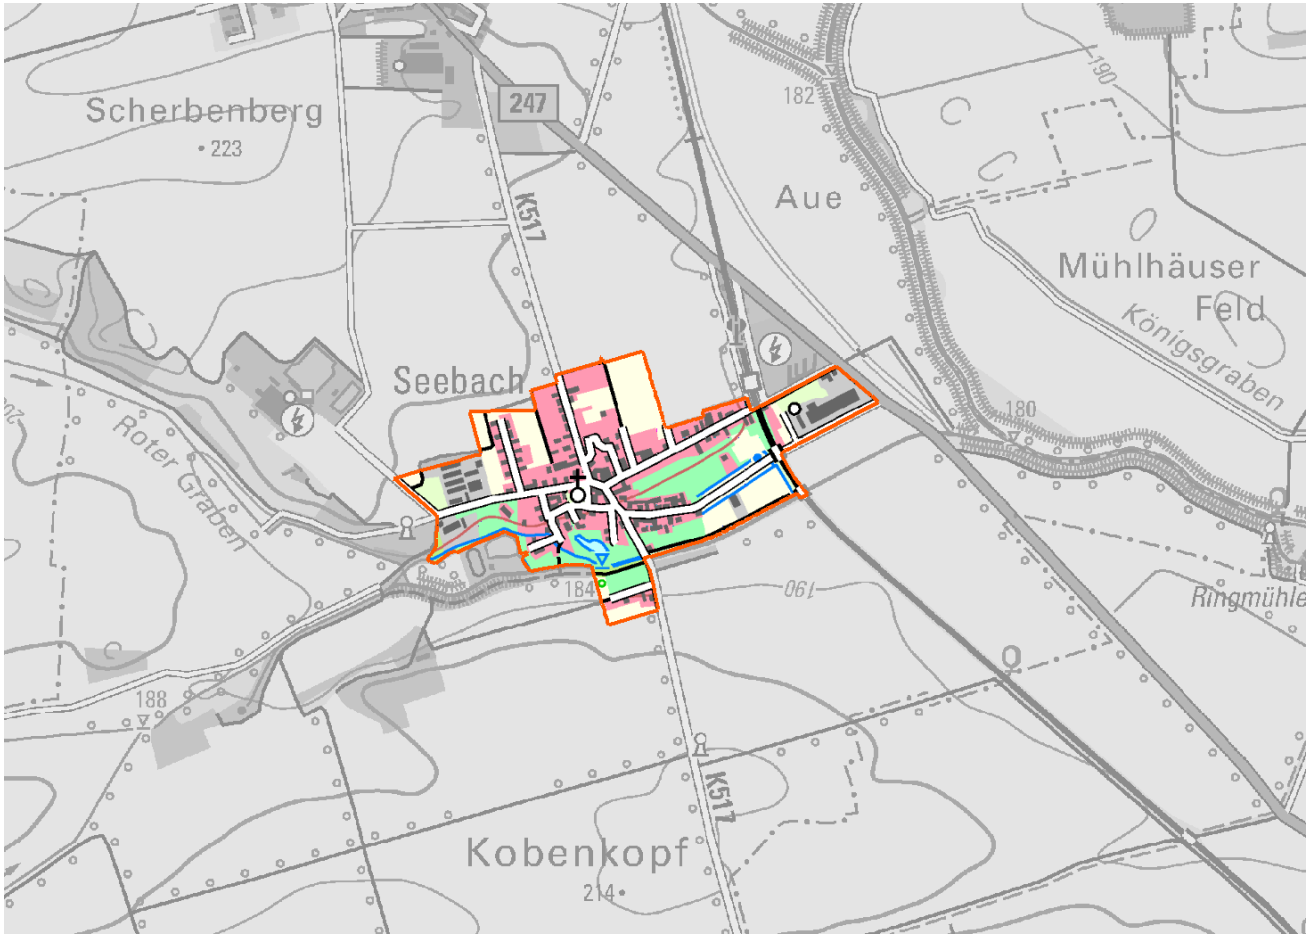 190
247
182
Scherbenberg
223
Aue
K517
Mühlhäuser
Feld
Königsgraben
Seebach
Roter Graben
180
184
190
Ringmühle
188
K517
Kobenkopf
214